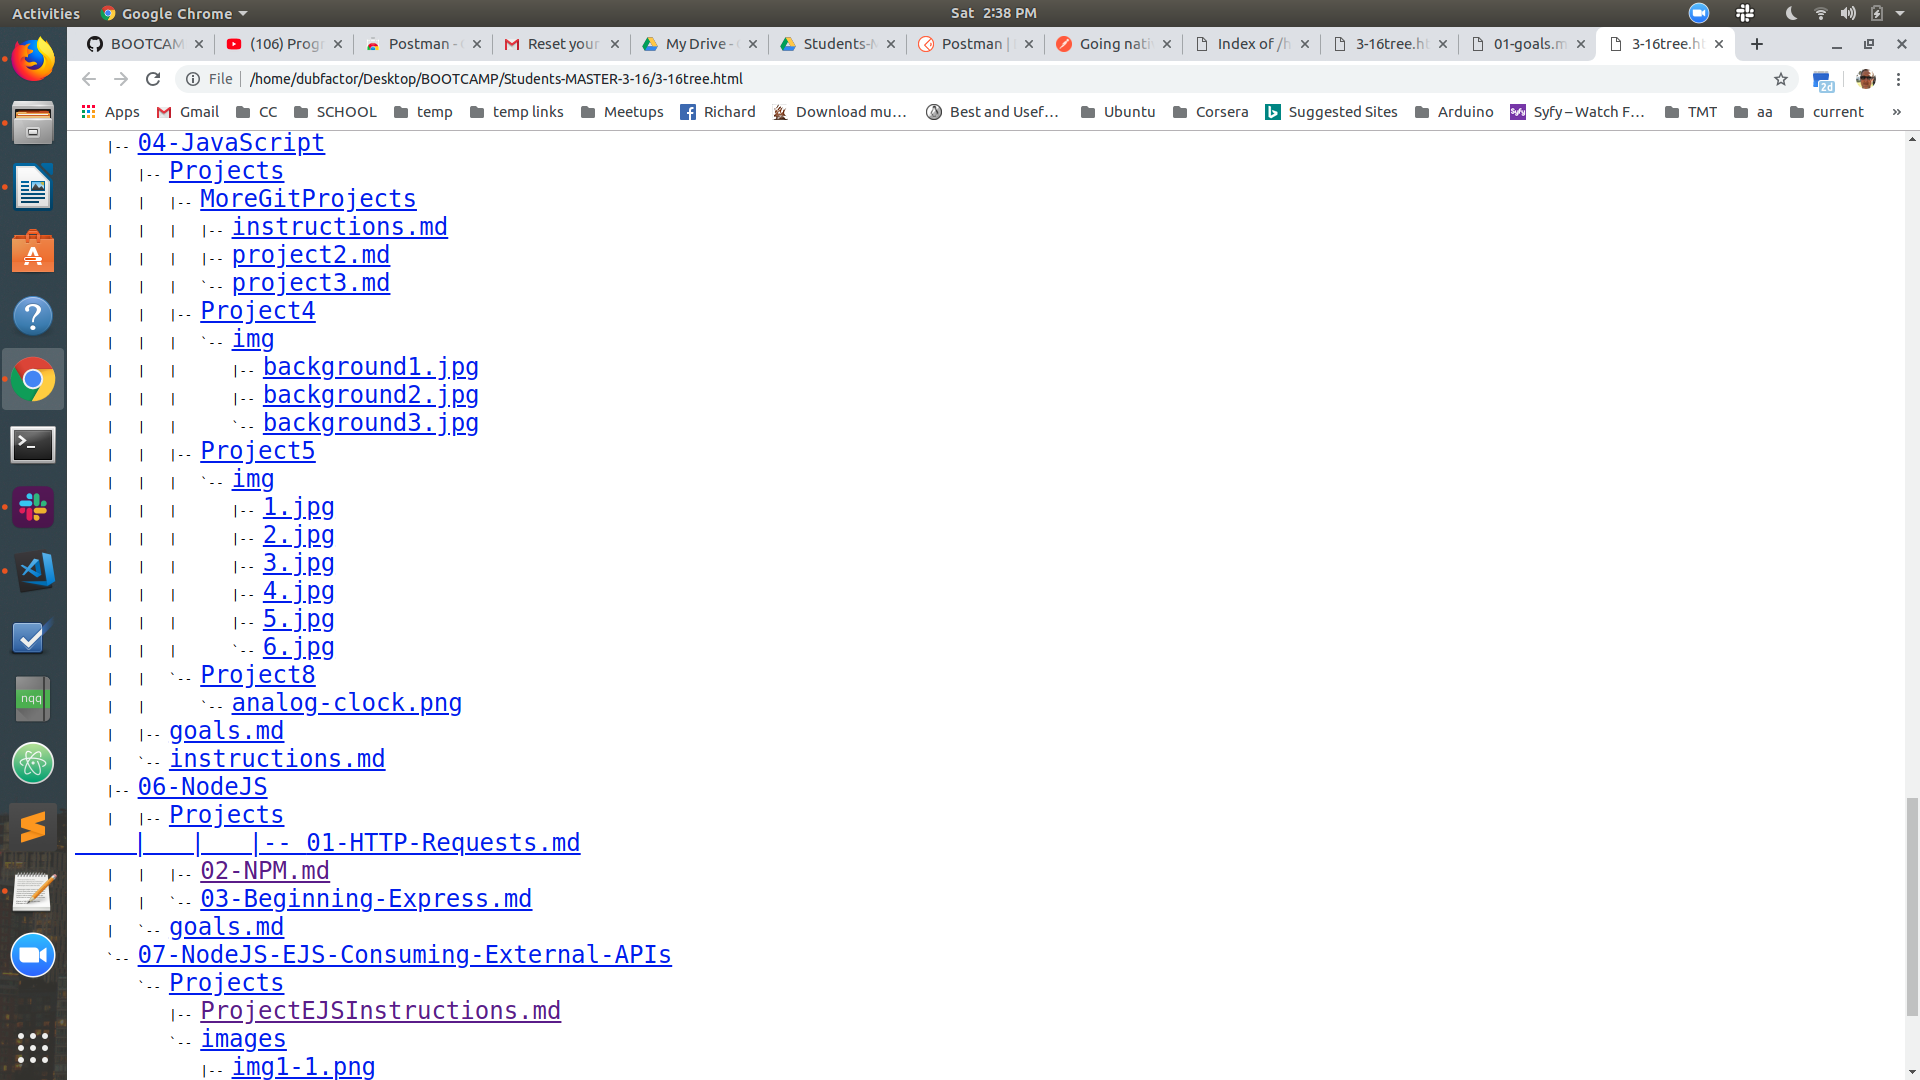 Activities Google Chrome Sat 2:38 PM
BOOTCAM (106) Prog Postman - Reset your My Drive - Students-M Postman | Going nativ Index of /h 3-16tree.ht 01-goals.m 3-16tree.ht
File /home/dubfactor/Desktop/BOOTCAMP/Students-MASTER-3-16/3-16tree.html 2d
Apps Gmail CC SCHOOL temp temp links Meetups Richard Download mu… Best and Usef… Ubuntu Corsera Suggested Sites Arduino Syfy Syfy – Watch F… TMT aa current »
|-- 04-JavaScript
| |-- Projects
| | |-- MoreGitProjects
| | | |-- instructions.md
| | | |-- project2.md
| | | `-- project3.md
| | |-- Project4
| | | `-- img
| | | |-- background1.jpg
| | | |-- background2.jpg
| | | `-- background3.jpg
| | |-- Project5
| | | `-- img
| | | |-- 1.jpg
| | | |-- 2.jpg
| | | |-- 3.jpg
| | | |-- 4.jpg
| | | |-- 5.jpg
| | | `-- 6.jpg
| | `-- Project8
| | `-- analog-clock.png
| |-- goals.md
| `-- instructions.md
|-- 06-NodeJS
| |-- Projects
| | |-- 01-HTTP-Requests.md
| | |-- 02-NPM.md
| | `-- 03-Beginning-Express.md
| `-- goals.md
`-- 07-NodeJS-EJS-Consuming-External-APIs
`-- Projects
|-- ProjectEJSInstructions.md
`-- images
|-- img1-1.png
nqq